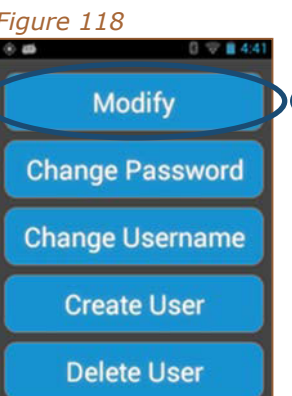 Figure 118
4:41
Modify
Change Password
Change Username
Create User
Delete User